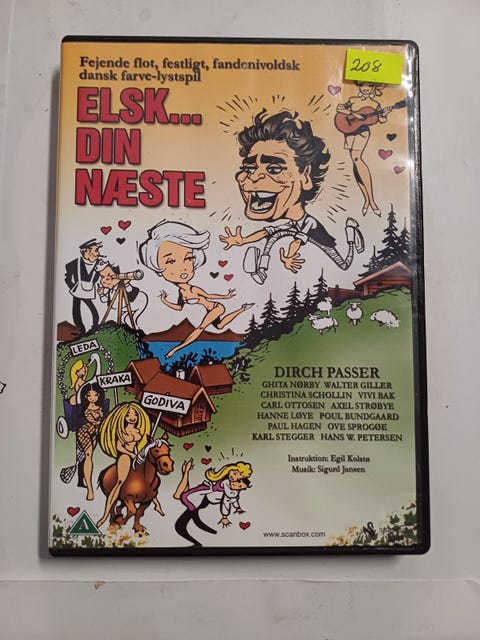 Fejende flot, festligt, fandenivoldsk
dansk farve-lystspil
208
ELSK...
DIN
NÆSTE
LEDA
KRAKA
GODIVA
DIRCH PASSER
GHITA NØRBY WALTER GILLER
CHRISTINA SCHOLLIN VIVI BAK
CARL OTTOSEN AXEL STRØBYE
HANNE LØYE POUL BUNDGAARD
PAUL HAGEN OVE SPROGØE
KARL STEGGER HANS W. PETERSEN
Instruktion: Egil Kolstø
Musik: Sigurd Jansen
A
www.scanbox.com